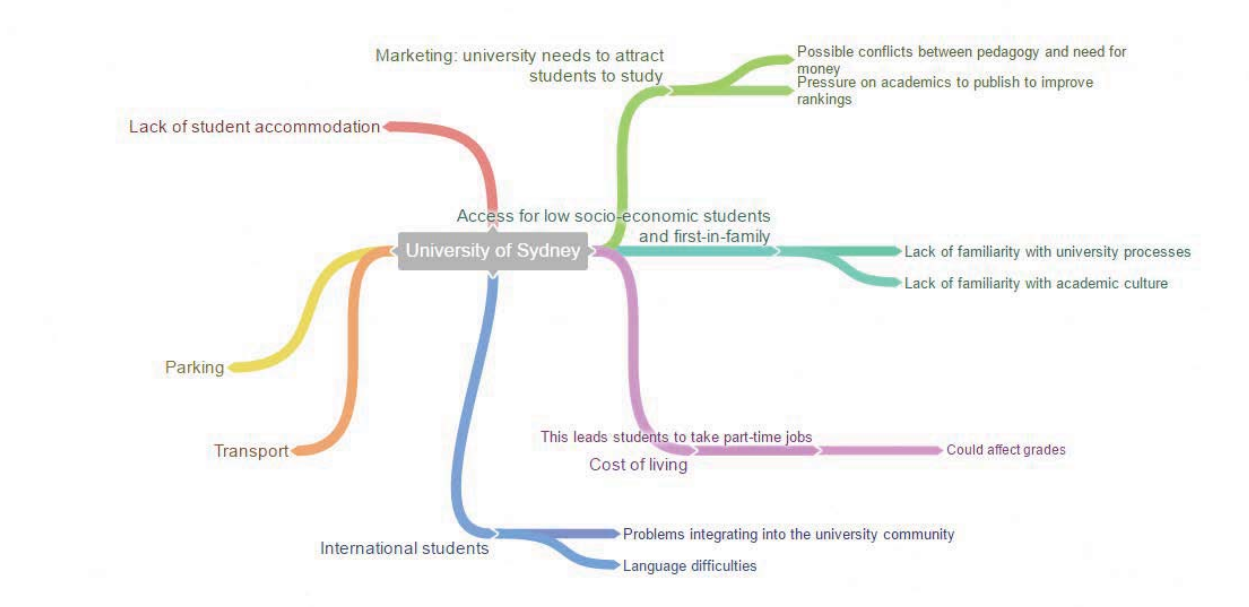 Marketing: university needs to attract
students to study
Possible conflicts between pedagogy and need for
money
Pressure on academics to publish to improve
rankings
Lack of student accommodation
Access for low socio-economic students
and first-in-family
University of Sydney
Lack of familiarity with university processes
Lack of familiarity with academic culture
Parking
Transport
This leads students to take part-time jobs
Could affect grades
Cost of living
International students
Problems integrating into the university community
Language difficulties